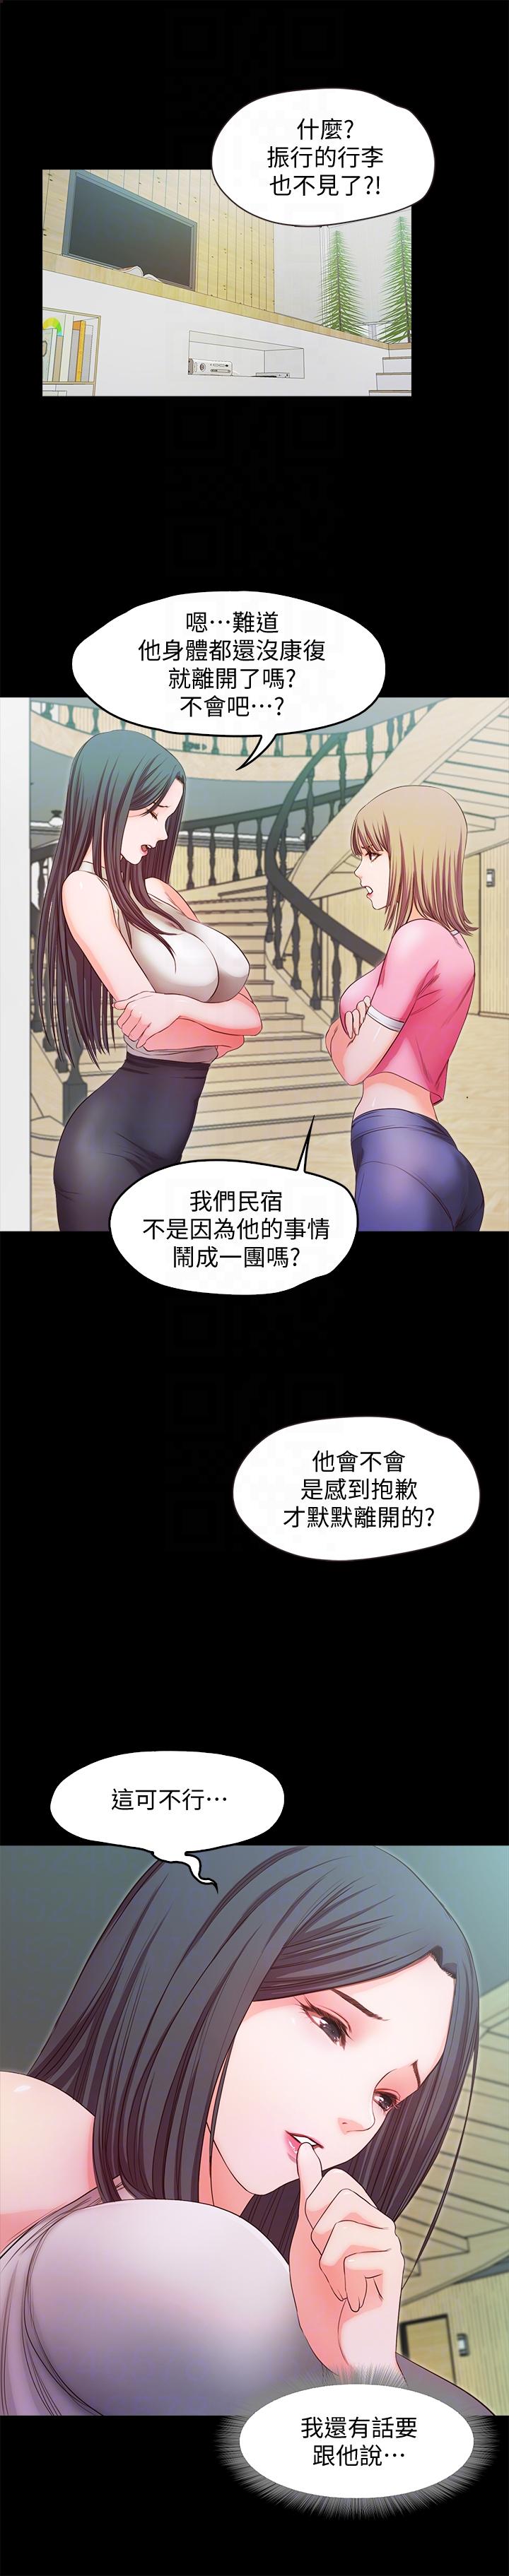 什麼?
振行的行李
也不見了?!
嗯…難道
他身體都還沒康復
就離開了嗎?
不會吧…?
我們民宿
不是因為他的事情
鬧成一團嗎?
他會不會
是感到抱歉
才默默離開的?
這可不行…
我還有話要
跟他說…